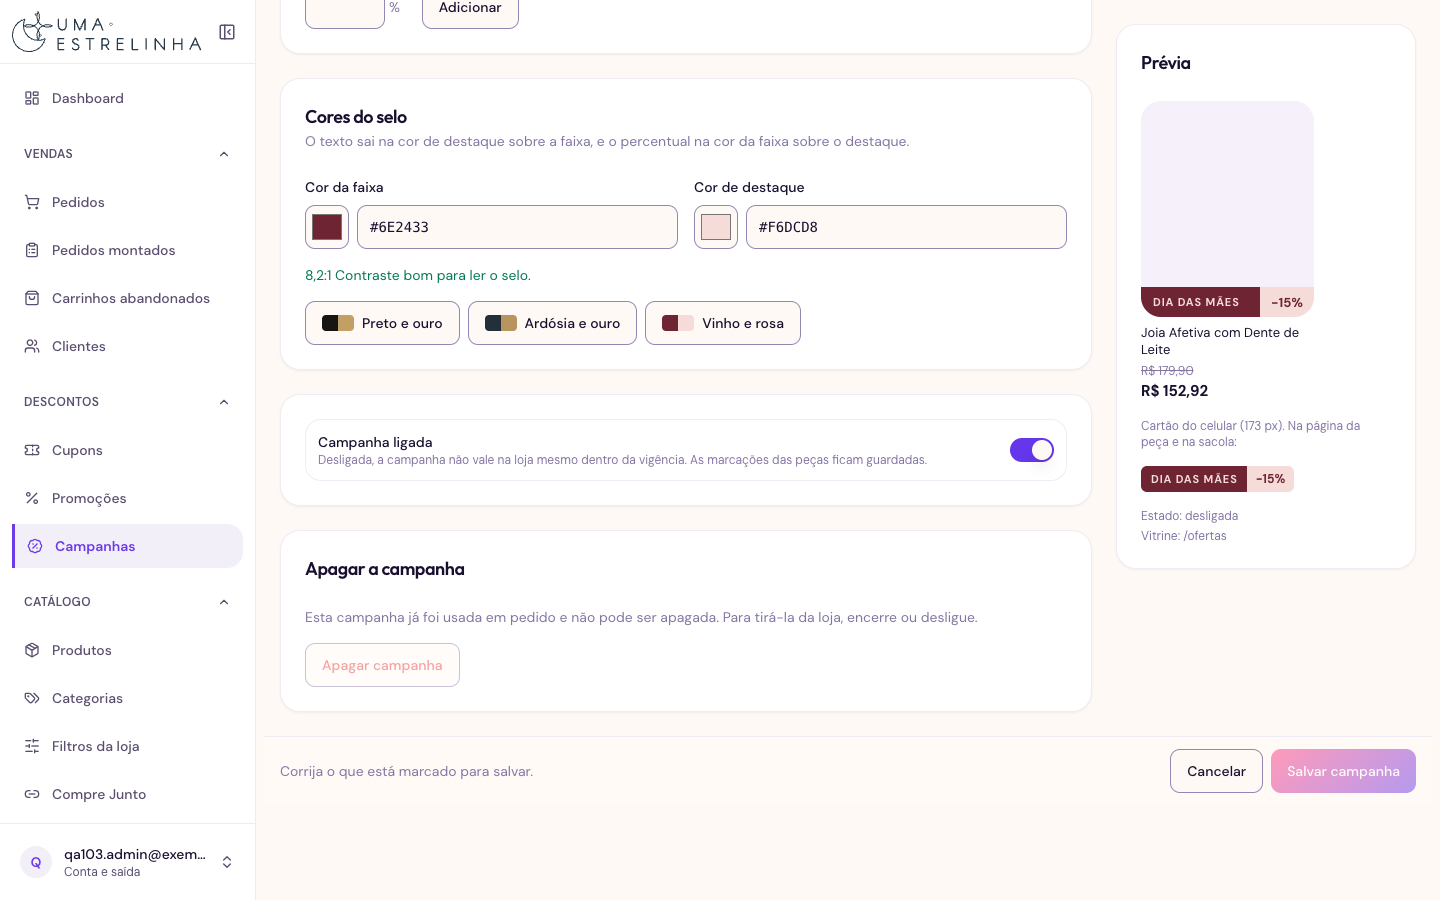 UMA
ESTRELINHA
Dashboard
VENDAS
Pedidos
Pedidos montados
Carrinhos abandonados
Clientes
DESCONTOS
Cupons
Promoções
Campanhas
CATÁLOGO
Produtos
Categorias
Filtros da loja
Compre Junto
Q
qa103.admin@exem...
Conta e saída
%
Adicionar
Cores do selo
O texto sai na cor de destaque sobre a faixa, e o percentual na cor da faixa sobre o destaque.
Cor da faixa
Cor de destaque
#6E2433
#F6DCD8
8,2:1 Contraste bom para ler o selo.
Preto e ouro
Ardósia e ouro
Vinho e rosa
Campanha ligada
Desligada, a campanha não vale na loja mesmo dentro da vigência. As marcações das peças ficam guardadas.
Apagar a campanha
Esta campanha já foi usada em pedido e não pode ser apagada. Para tirá-la da loja, encerre ou desligue.
Apagar campanha
Corrija o que está marcado para salvar.
Cancelar
Salvar campanha
Prévia
DIA DAS MÃES
-15%
Joia Afetiva com Dente de
Leite
R$ 179,90
R$ 152,92
Cartão do celular (173 px). Na página da
peça e na sacola:
DIA DAS MÃES
-15%
Estado: desligada
Vitrine: /ofertas